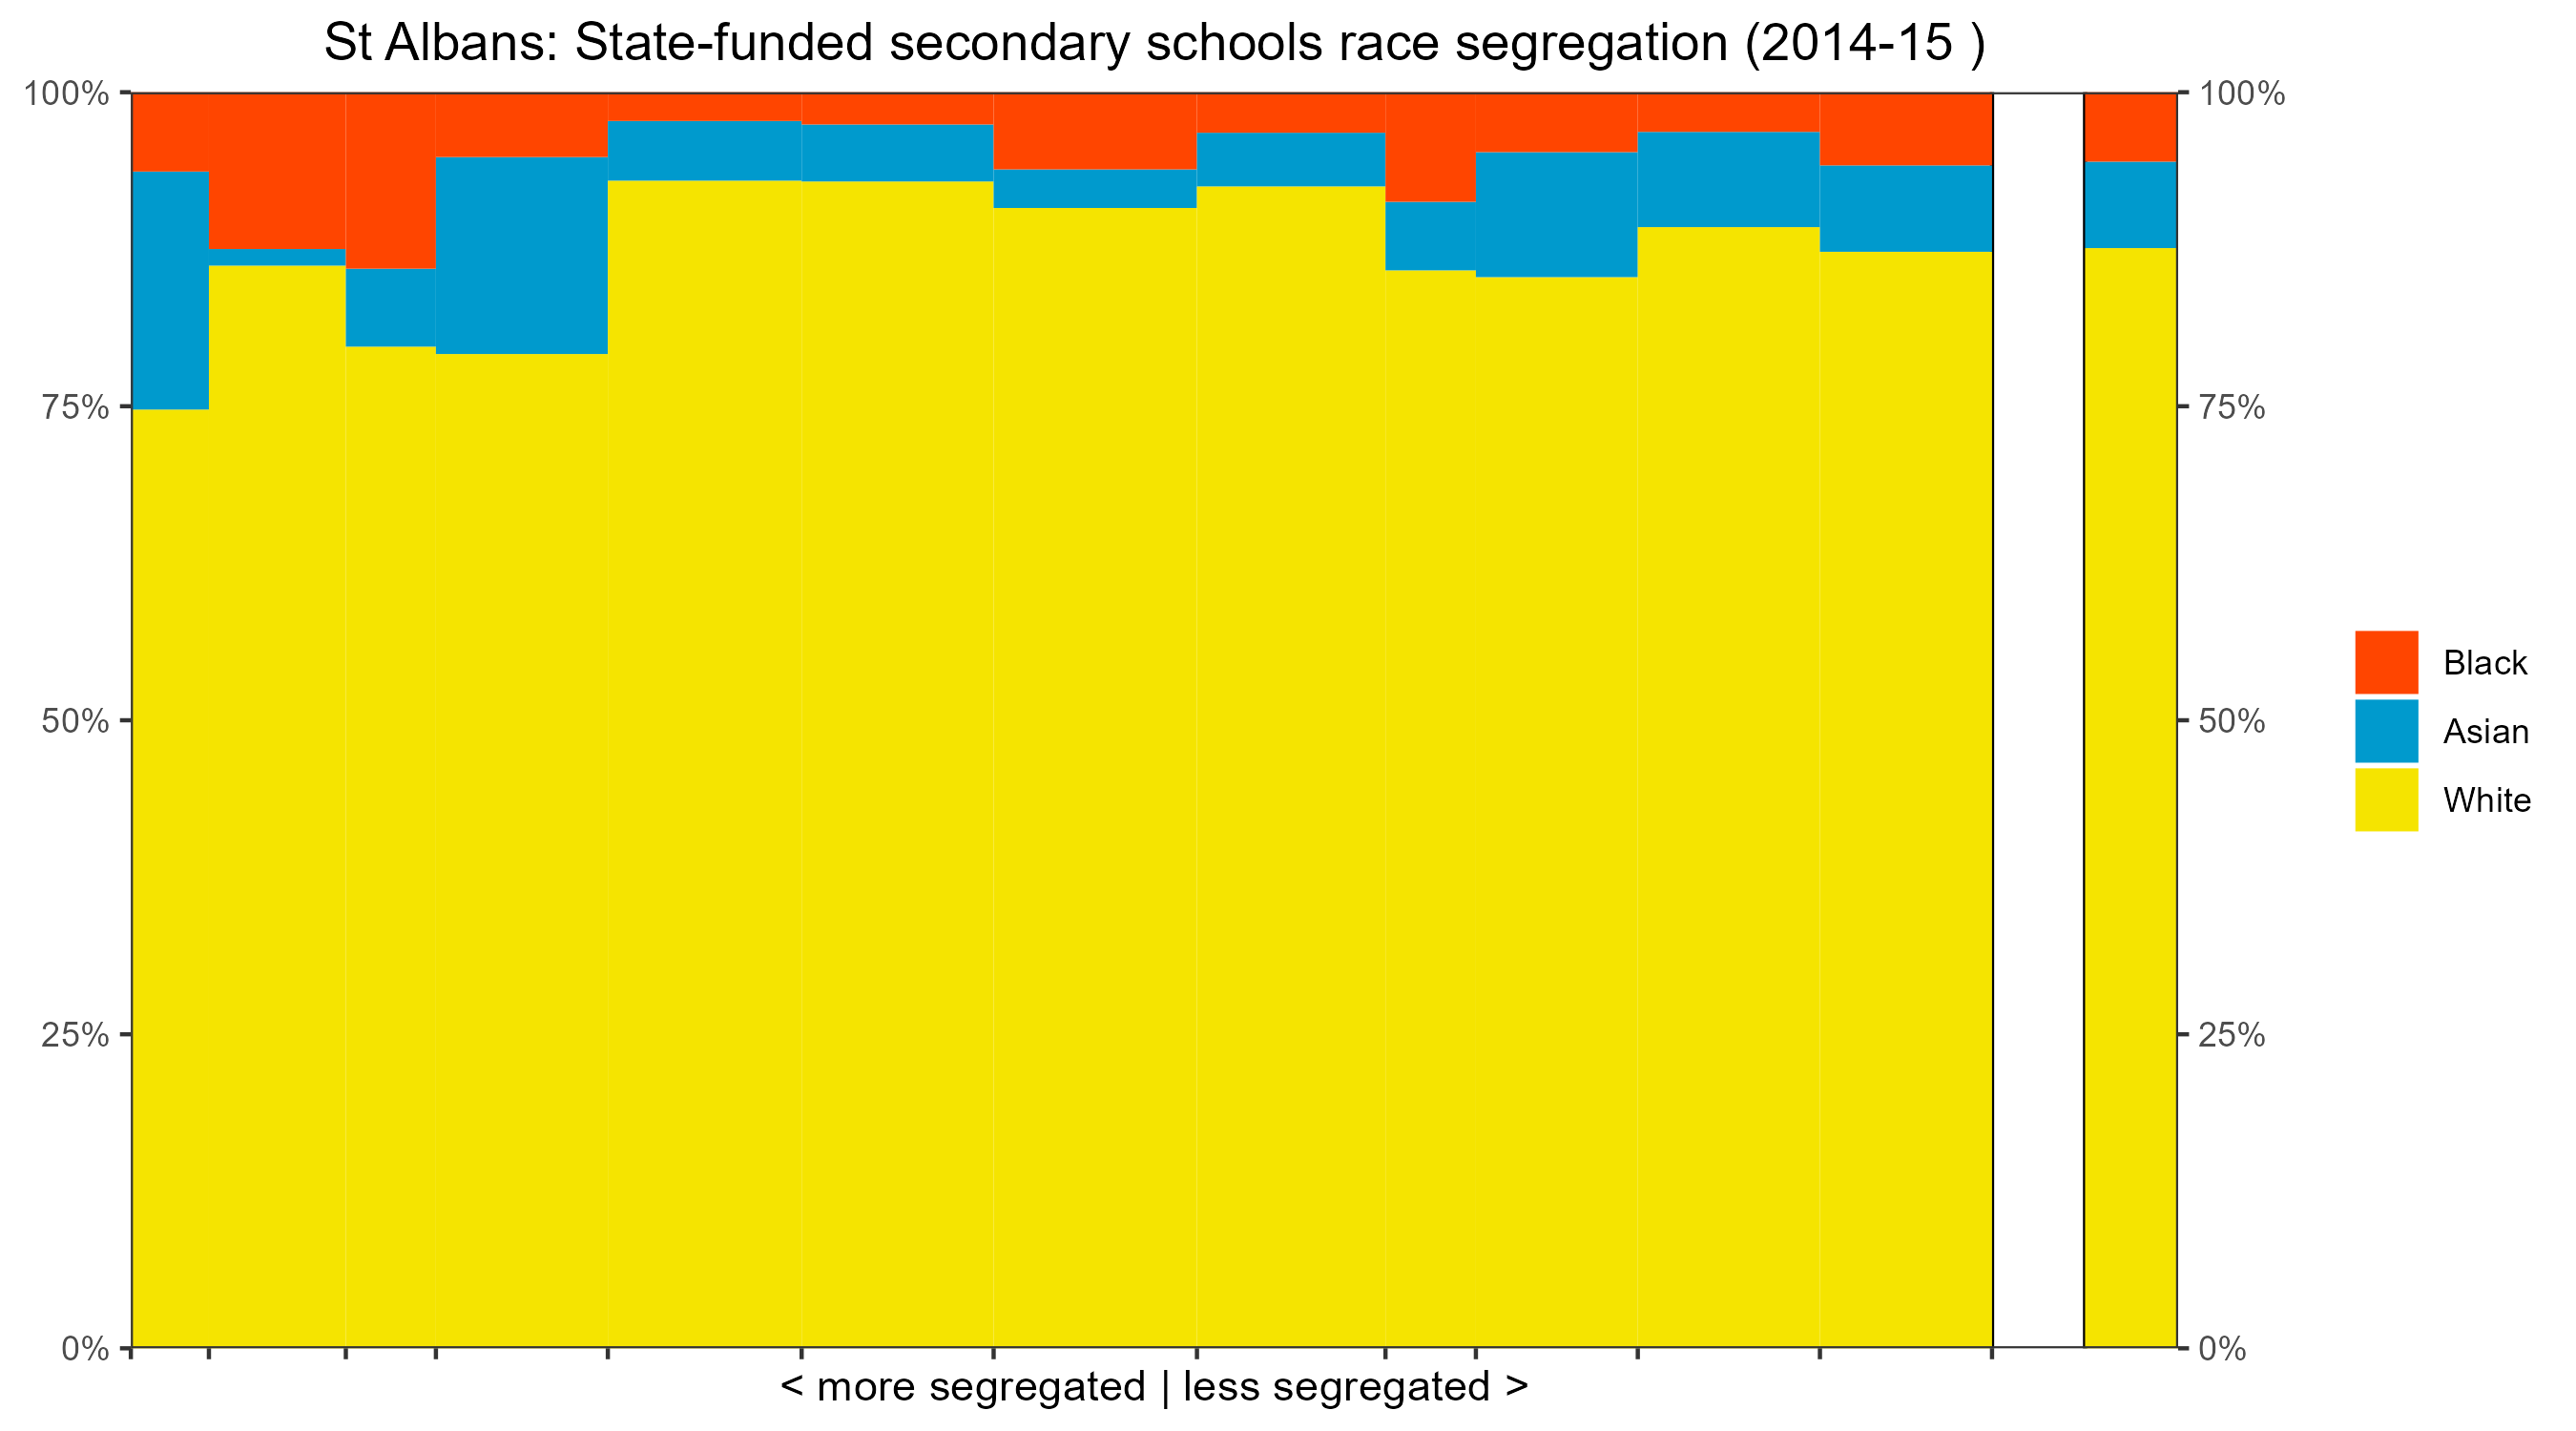 St Albans: State-funded secondary schools race segregation (2014-15 )
100%
75%
50%
25%
0%
100%
75%
50%
25%
0%
Black
Asian
White
< more segregated | less segregated >